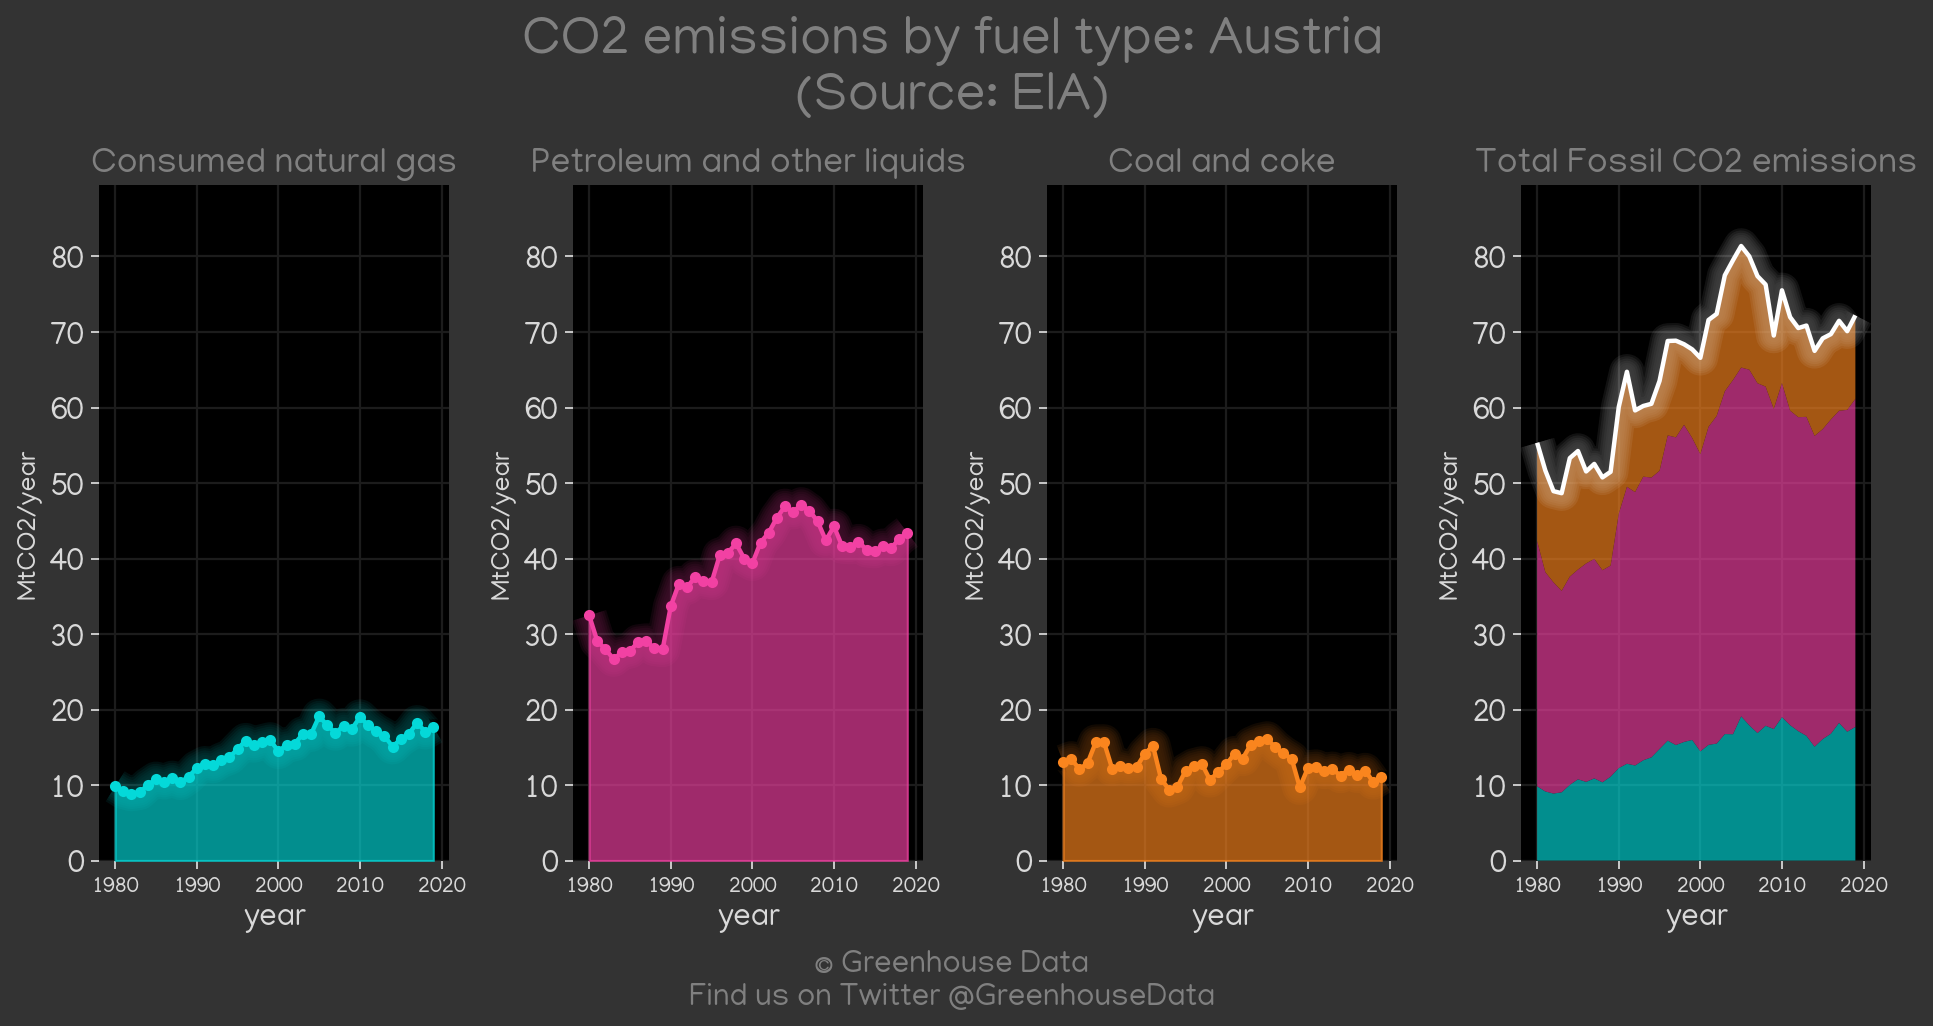 CO2 emissions by fuel type: Austria
(Source: EIA)
Consumed natural gas
Petroleum and other liquids
Coal and coke
Total Fossil CO2 emissions
MtCO2/year
80
70
60
50
40
30
20
10
0
1980 1990 2000 2010 2020
year
MtCO2/year
80
70
60
50
40
30
20
10
0
1980 1990 2000 2010 2020
year
MtCO2/year
80
70
60
50
40
30
20
10
0
1980 1990 2000 2010 2020
year
MtCO2/year
80
70
60
50
40
30
20
10
0
1980 1990 2000 2010 2020
year
© Greenhouse Data
Find us on Twitter @GreenhouseData